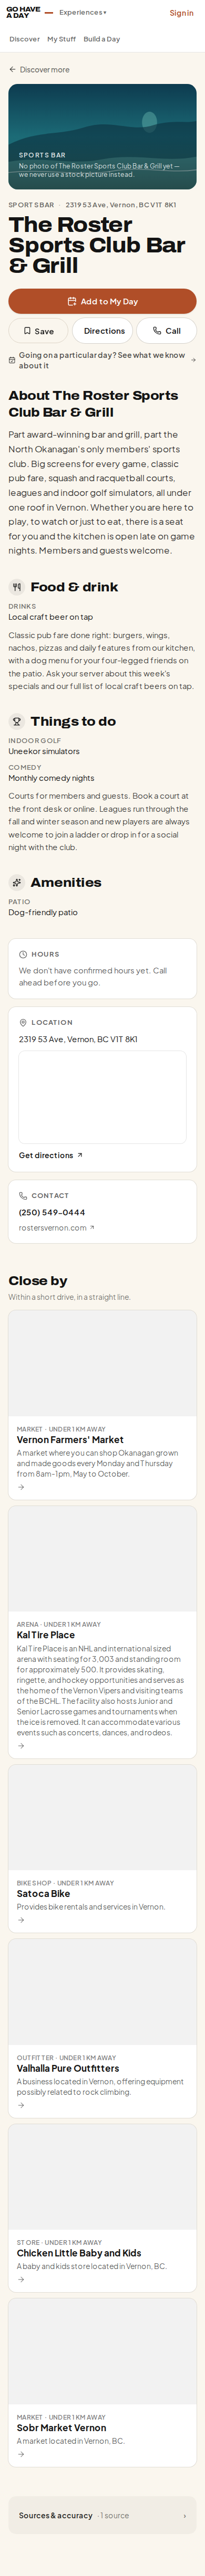 GO HAVE
A DAY
Experiences ▾
Sign in
Discover My Stuff Build a Day
← Discover more
SPORTS BAR
No photo of The Roster Sports Club Bar & Grill yet —
we never use a stock picture instead.
SPORTS BAR · 2319 53 Ave, Vernon, BC V1T 8K1
The Roster
Sports Club Bar
& Grill
Add to My Day
Save
Directions
Call
Going on a particular day? See what we know
about it →
About The Roster Sports
Club Bar & Grill
Part award-winning bar and grill, part the
North Okanagan's only members' sports
club. Big screens for every game, classic
pub fare, squash and racquetball courts,
leagues and indoor golf simulators, all under
one roof in Vernon. Whether you are here to
play, to watch or just to eat, there is a seat
for you and the kitchen is open late on game
nights. Members and guests welcome.
Food & drink
DRINKS
Local craft beer on tap
Classic pub fare done right: burgers, wings,
nachos, pizzas and daily features from our kitchen,
with a dog menu for your four-legged friends on
the patio. Ask your server about this week's
specials and our full list of local craft beers on tap.
Things to do
INDOOR GOLF
Uneekor simulators
COMEDY
Monthly comedy nights
Courts for members and guests. Book a court at
the front desk or online. Leagues run through the
fall and winter season and new players are always
welcome to join a ladder or drop in for a social
night with the club.
Amenities
PATIO
Dog-friendly patio
HOURS
We don't have confirmed hours yet. Call
ahead before you go.
LOCATION
2319 53 Ave, Vernon, BC V1T 8K1
Get directions ↗
CONTACT
(250) 549-0444
rostersvernon.com ↗
Close by
Within a short drive, in a straight line.
MARKET · UNDER 1 KM AWAY
Vernon Farmers' Market
A market where you can shop Okanagan grown
and made goods every Monday and Thursday
from 8am-1pm, May to October.
→
ARENA · UNDER 1 KM AWAY
Kal Tire Place
Kal Tire Place is an NHL and international sized
arena with seating for 3,003 and standing room
for approximately 500. It provides skating,
ringette, and hockey opportunities and serves as
the home of the Vernon Vipers and visiting teams
of the BCHL. The facility also hosts Junior and
Senior Lacrosse games and tournaments when
the ice is removed. It can accommodate various
events such as concerts, dances, and rodeos.
→
BIKE SHOP · UNDER 1 KM AWAY
Satoca Bike
Provides bike rentals and services in Vernon.
→
OUTFITTER · UNDER 1 KM AWAY
Valhalla Pure Outfitters
A business located in Vernon, offering equipment
possibly related to rock climbing.
→
STORE · UNDER 1 KM AWAY
Chicken Little Baby and Kids
A baby and kids store located in Vernon, BC.
→
MARKET · UNDER 1 KM AWAY
Sobr Market Vernon
A market located in Vernon, BC.
→
Sources & accuracy · 1 source ›